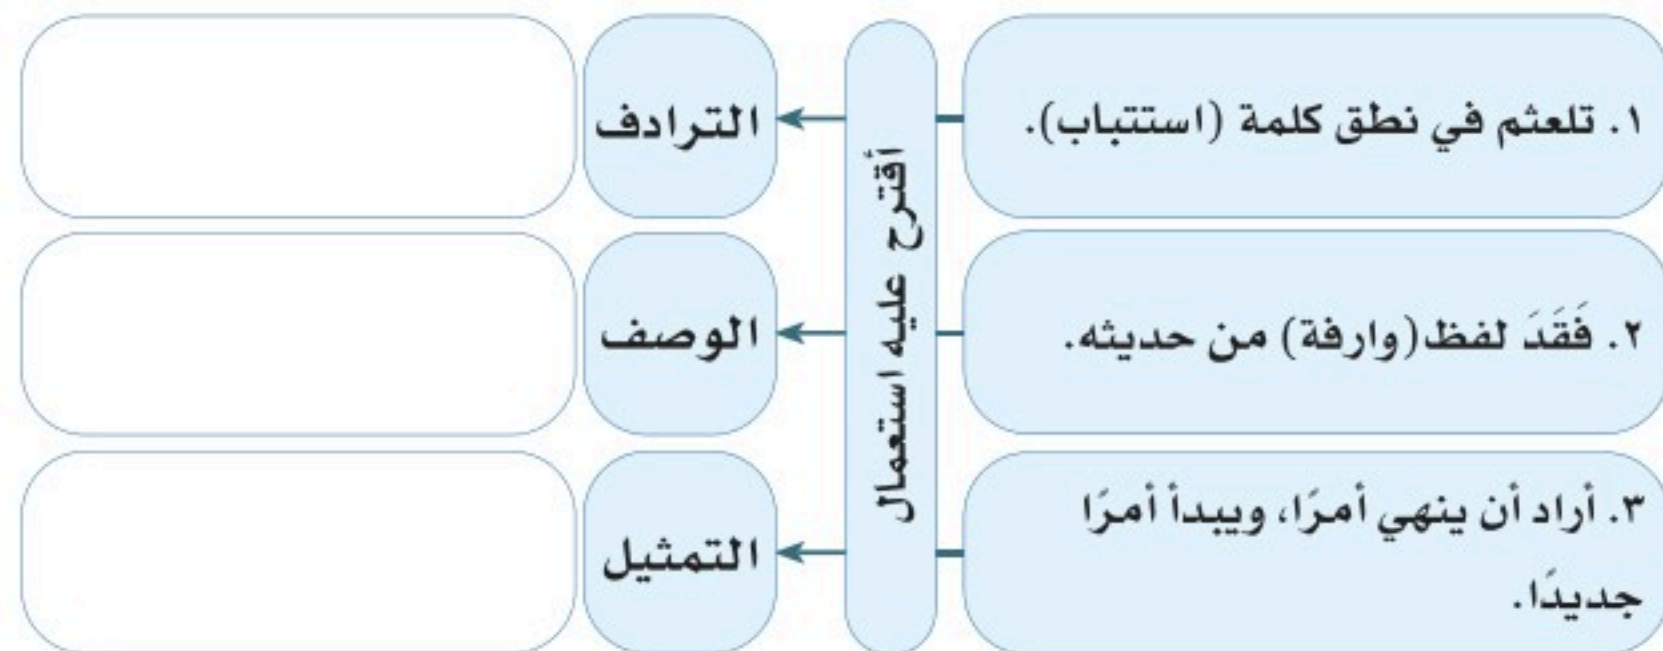 ١. تلعثم في نطق كلمة (استتباب).
أقترح عليه استعمال
الترادف
٢. فَقَدَ لفظ (وارفة) من حديثه.
الوصف
٣. أراد أن ينهي أمرًا، ويبدأ أمرًا
جديدًا.
التمثيل